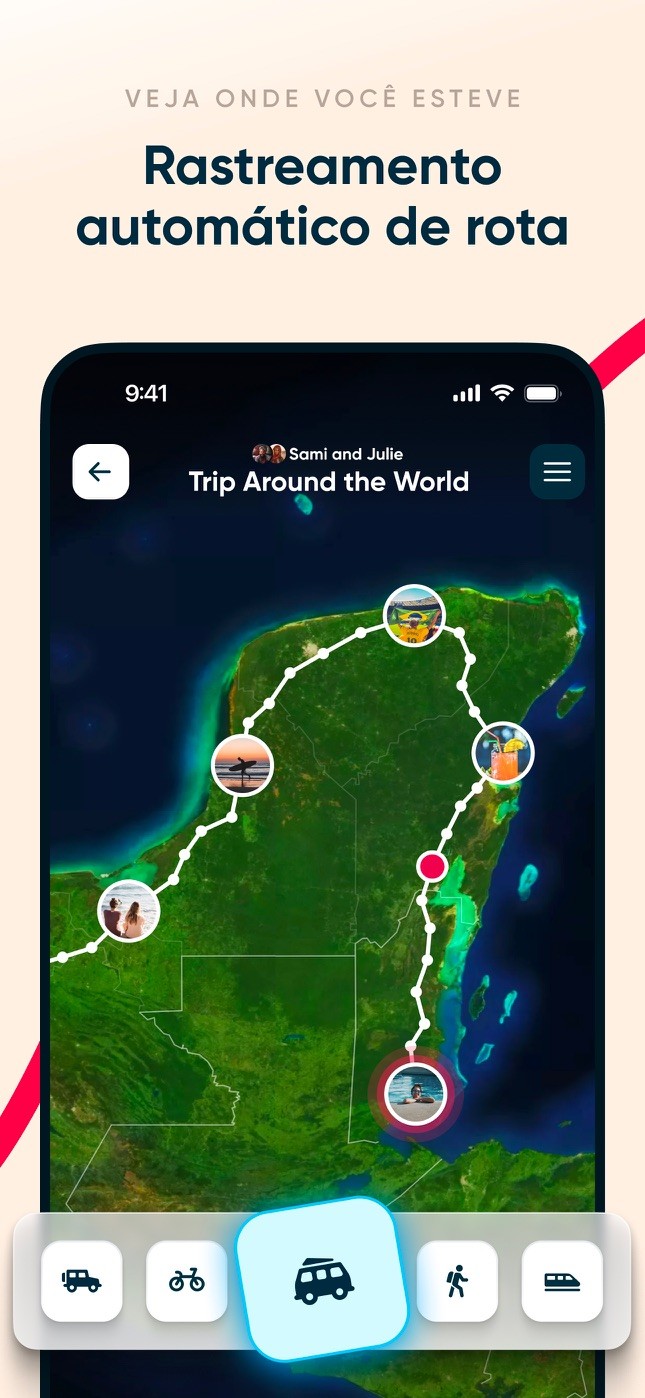 VEJA ONDE VOCÊ ESTEVE
Rastreamento
automático de rota
9:41
Sami and Julie
Trip Around the World